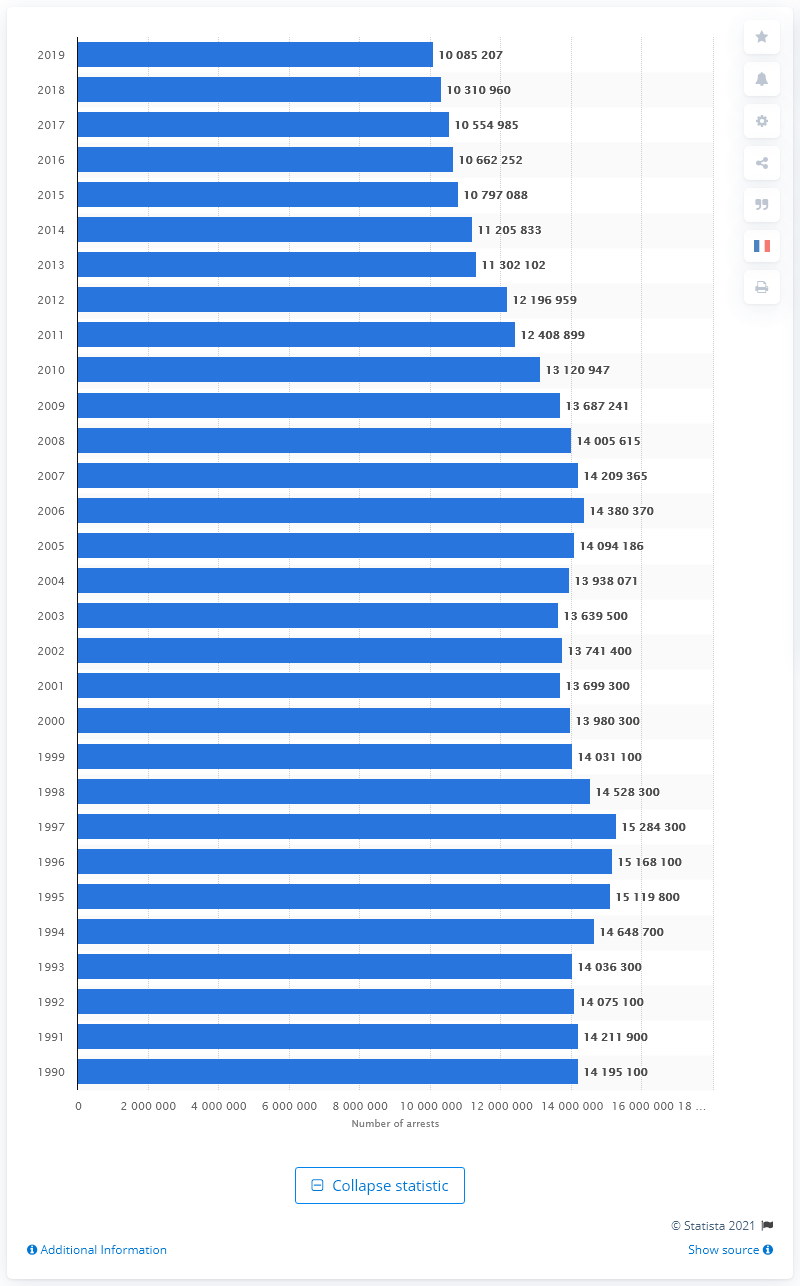 2019 10 085 207
2018 10 310 960
2017 10 554 985
2016 10 662 252
2015 10 797 088
2014 11 205 833
2013 11 302 102
2012 12 196 959
2011 12 408 899
2010 13 120 947
2009 13 687 241
2008 14 005 615
2007 14 209 365
2006 14 380 370
2005 14 094 186
2004 13 938 071
2003 13 639 500
2002 13 741 400
2001 13 699 300
2000 13 980 300
1999 14 031 100
1998 14 528 300
1997 15 284 300
1996 15 168 100
1995 15 119 800
1994 14 648 700
1993 14 036 300
1992 14 075 100
1991 14 211 900
1990 14 195 100
0 2 000 000 4 000 000 6 000 000 8 000 000 10 000 000 12 000 000 14 000 000 16 000 000 18 ...
Number of arrests
Collapse statistic
© Statista 2021
Additional Information Show source